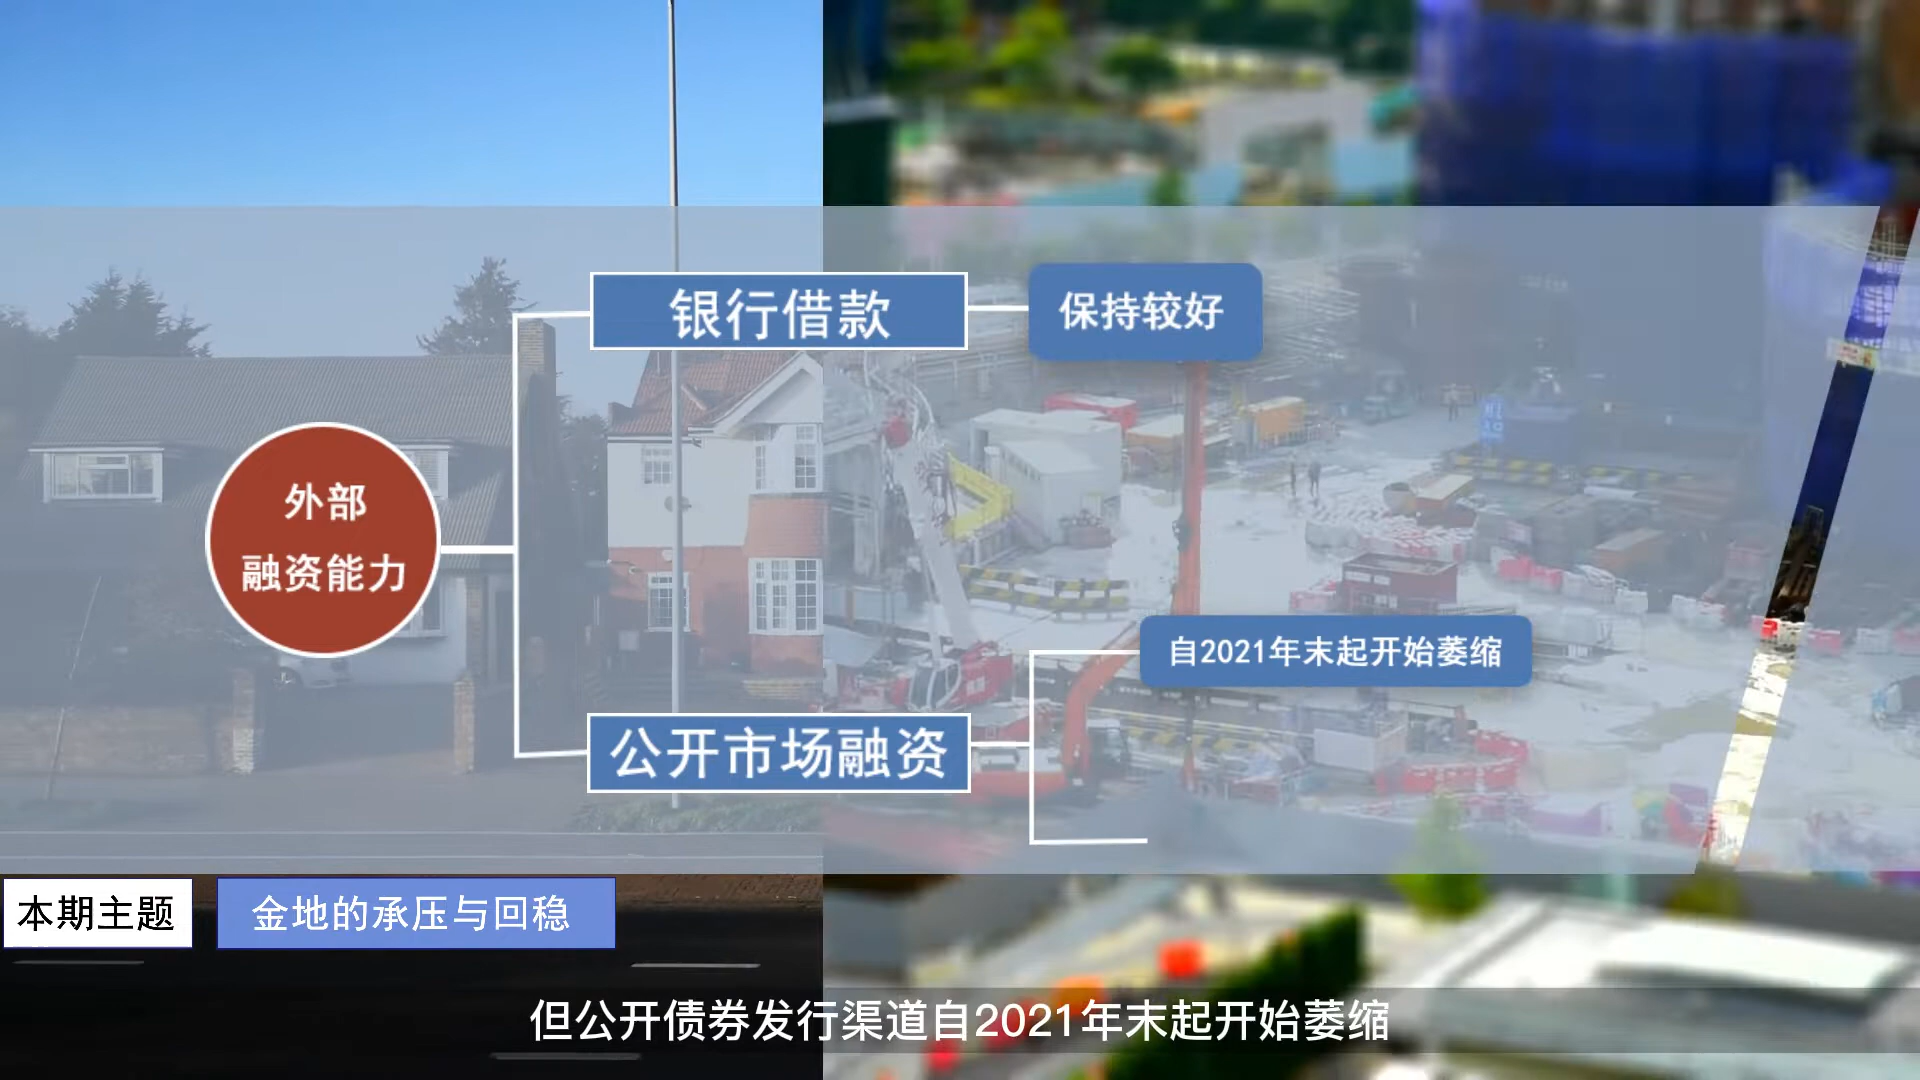 银行借款
保持较好
外部
融资能力
自2021年末起开始萎缩
公开市场融资
本期主题
金地的承压与回稳
但公开债券发行渠道自2021年末起开始萎缩